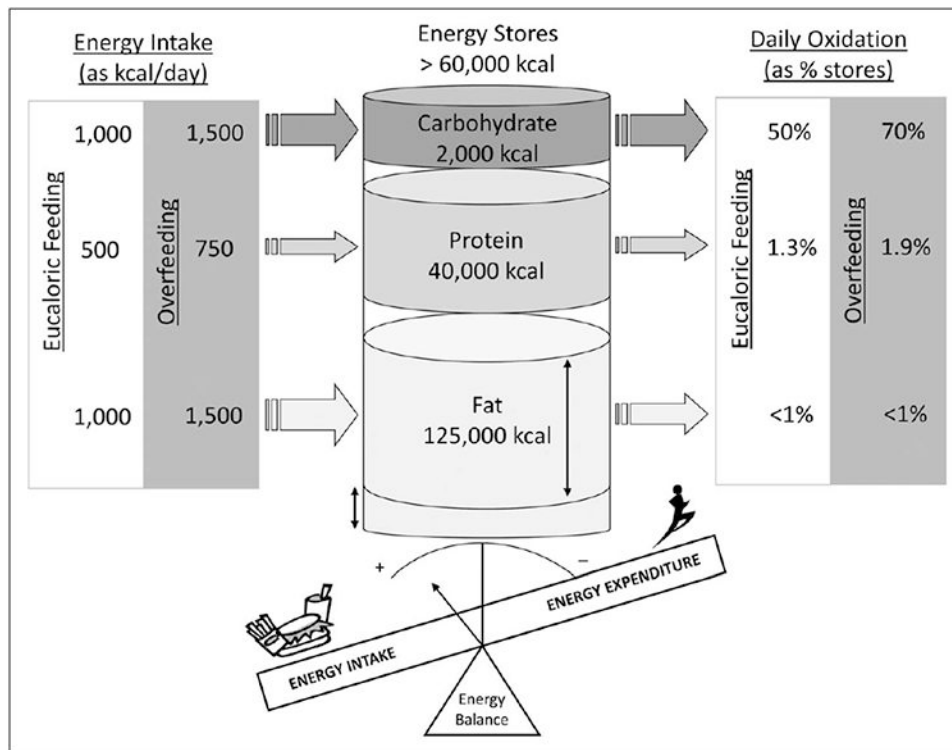 Energy Intake
(as kcal/day)
Energy Stores
> 60,000 kcal
Daily Oxidation
(as % stores)
Eucaloric Feeding
1,000
500
1,000
Overfeeding
1,500
750
1,500
Carbohydrate
2,000 kcal
Protein
40,000 kcal
Fat
125,000 kcal
Eucaloric Feeding
50%
1.3%
<1%
Overfeeding
70%
1.9%
<1%
+
–
ENERGY INTAKE
ENERGY EXPENDITURE
Energy
Balance